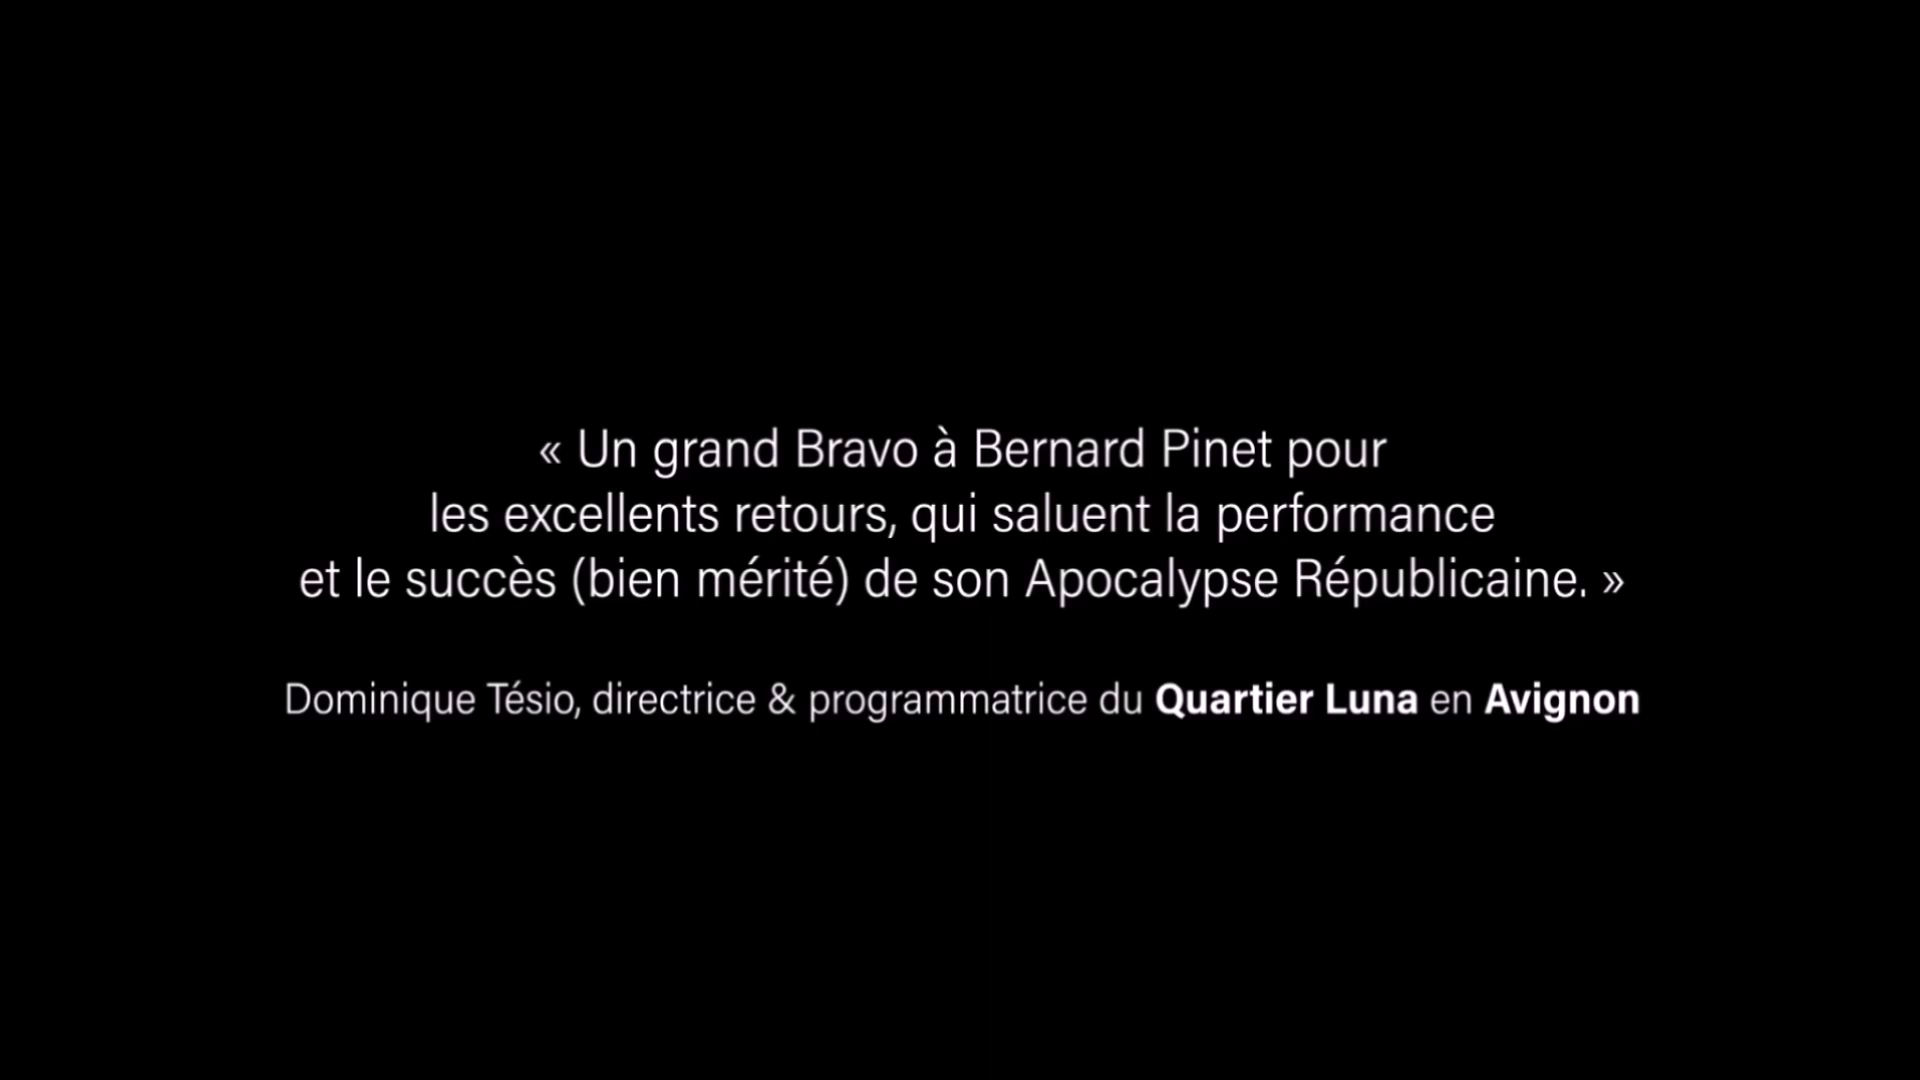 « Un grand Bravo à Bernard Pinet pour
les excellents retours, qui saluent la performance
et le succès (bien mérité) de son Apocalypse Républicaine. »
Dominique Tésio, directrice & programmatrice du Quartier Luna en Avignon